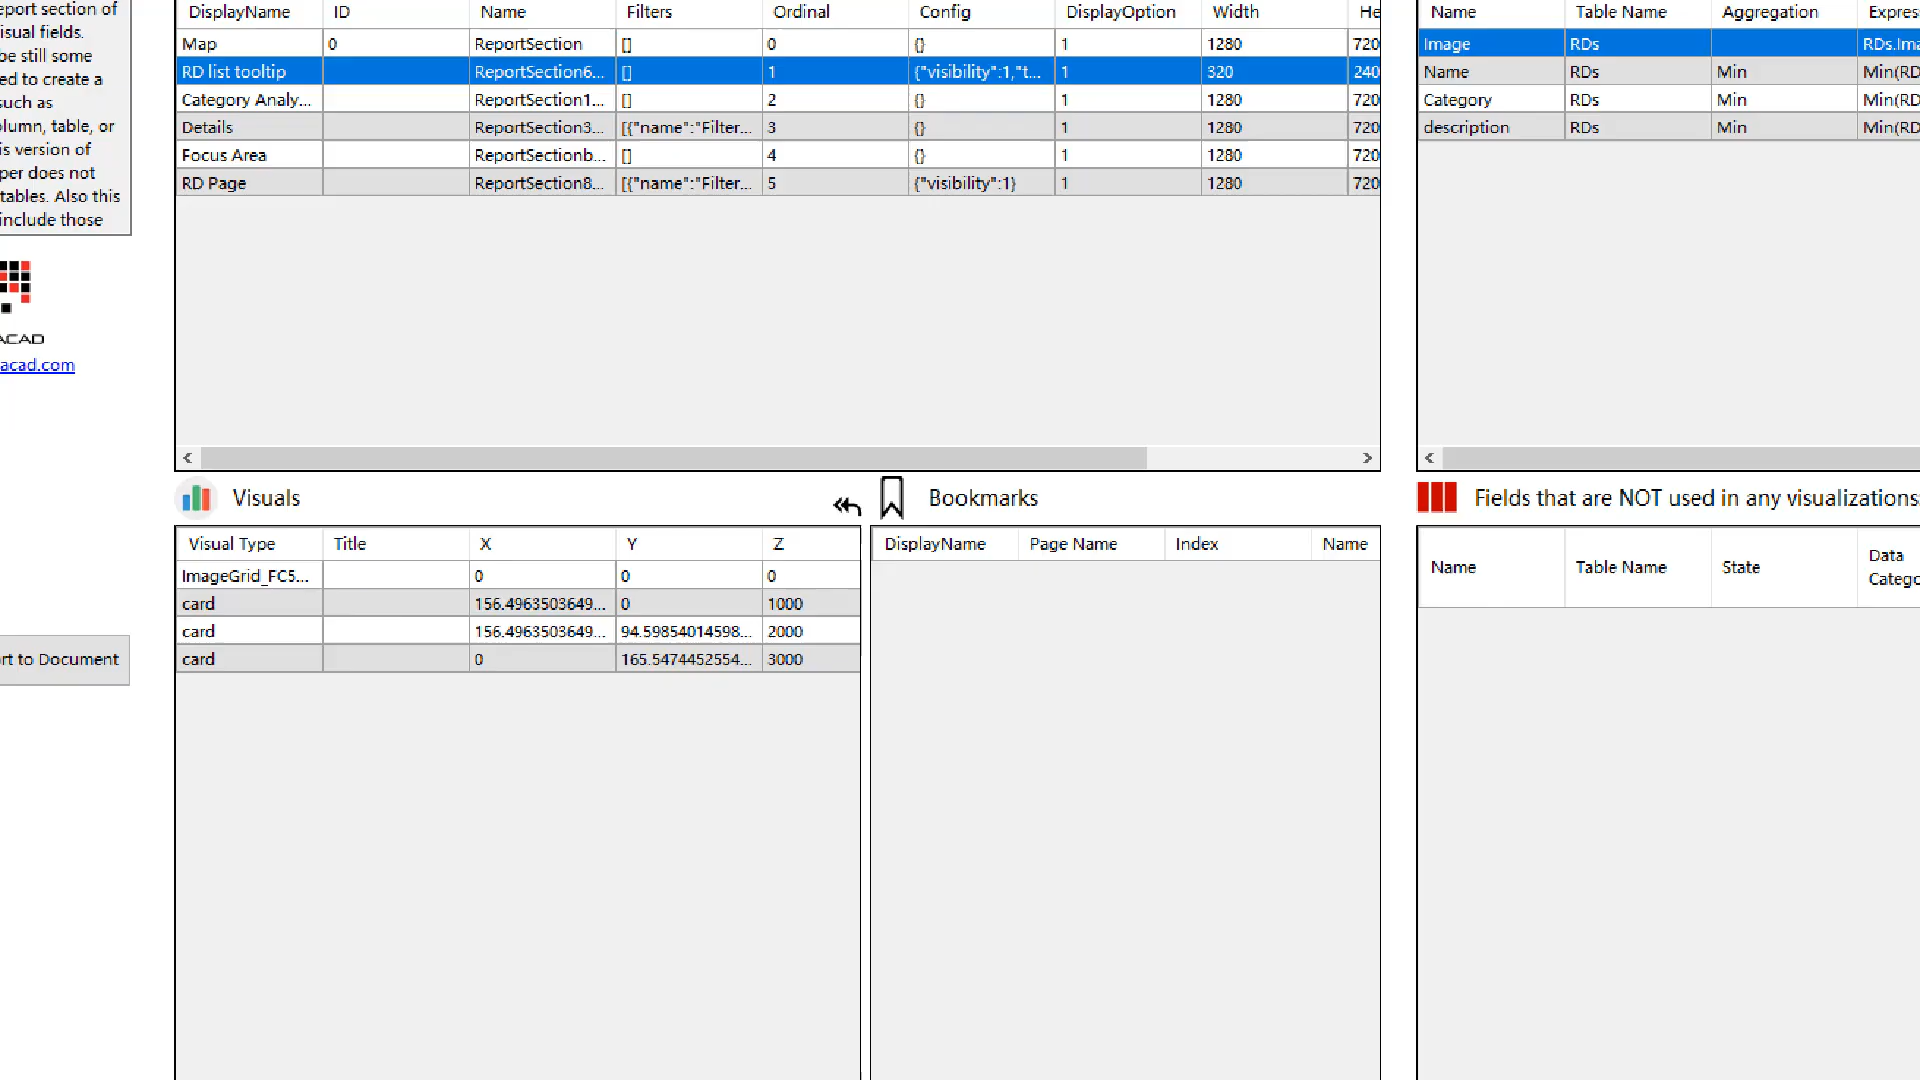 eport section of
isual fields.
be still some
ed to create a
such as
olumn, table, or
is version of
per does not
tables. Also this
include those
ACAD
acad.com
rt to Document
DisplayName ID Name Filters Ordinal Config DisplayOption Width He
Map 0 ReportSection [] 0 {} 1 1280 720
RD list tooltip ReportSection6... [] 1 {"visibility":1,"t... 1 320 240
Category Analy... ReportSection1... [] 2 {} 1 1280 720
Details ReportSection3... [{"name":"Filter... 3 {} 1 1280 720
Focus Area ReportSectionb... [] 4 {} 1 1280 720
RD Page ReportSection8... [{"name":"Filter... 5 {"visibility":1} 1 1280 720
Name Table Name Aggregation Expres
Image RDs RDs.Ima
Name RDs Min Min(RD
Category RDs Min Min(RD
description RDs Min Min(RD
Visuals
Visual Type Title X Y Z
ImageGrid_FC5... 0 0 0
card 156.4963503649... 0 1000
card 156.4963503649... 94.59854014598... 2000
card 0 165.5474452554... 3000
Bookmarks
DisplayName Page Name Index Name
Fields that are NOT used in any visualizations
Name Table Name State Data
Catego